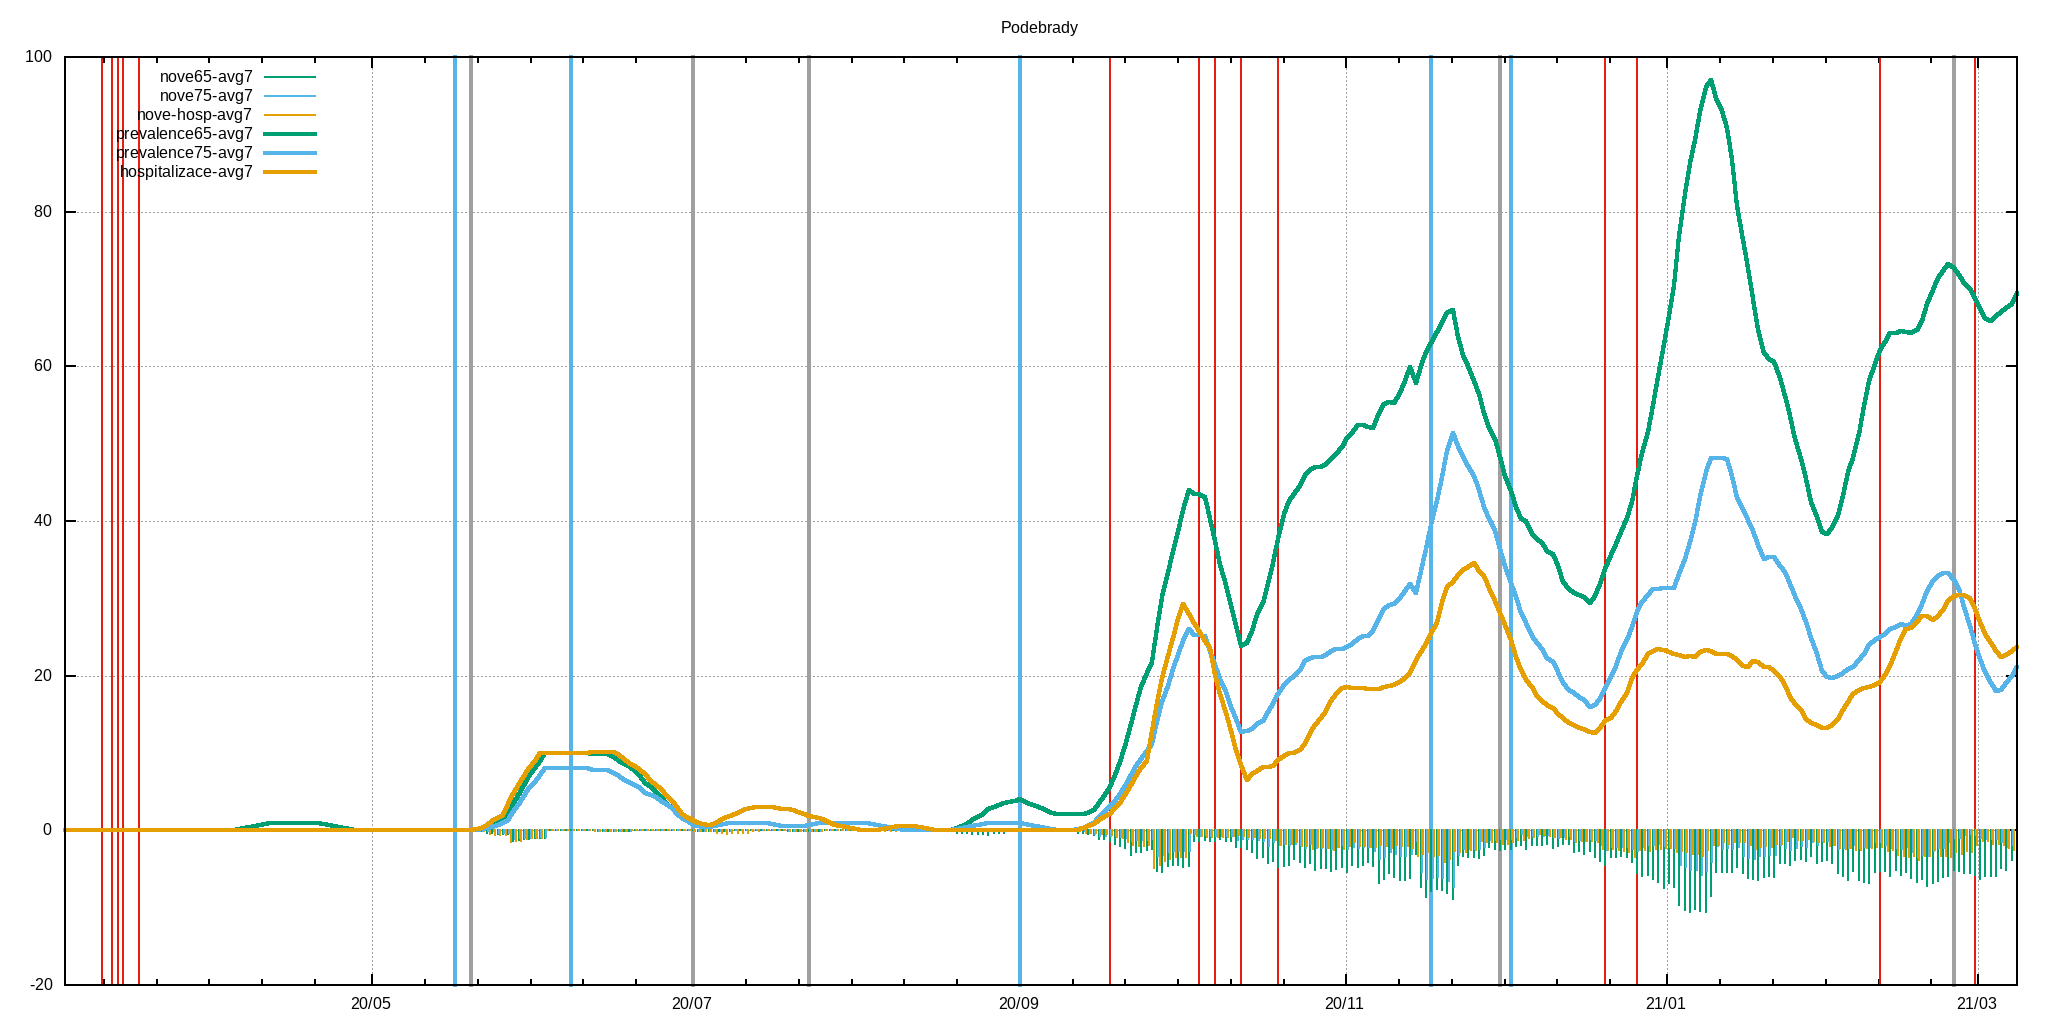 Podebrady
100
80
60
40
20
0
-20
nove65-avg7
nove75-avg7
nove-hosp-avg7
prevalence65-avg7
prevalence75-avg7
hospitalizace-avg7
20/05 20/07 20/09 20/11 21/01 21/03